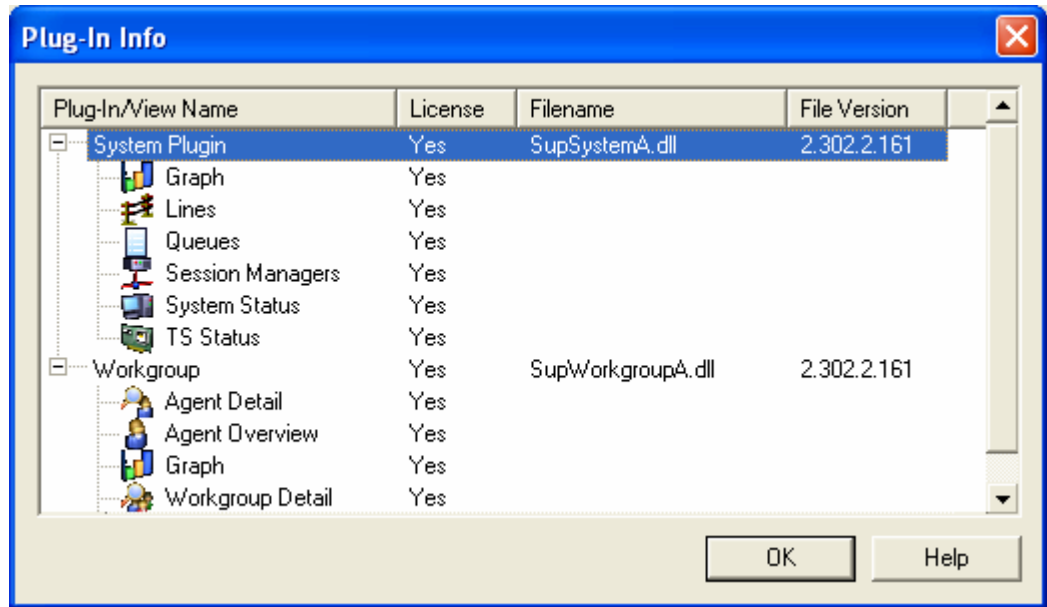 Plug-In Info
Plug-In/View Name License Filename File Version
System Plugin Yes SupSystemA.dll 2.302.2.161
Graph Yes
Lines Yes
Queues Yes
Session Managers Yes
System Status Yes
TS Status Yes
Workgroup Yes SupWorkgroupA.dll 2.302.2.161
Agent Detail Yes
Agent Overview Yes
Graph Yes
Workgroup Detail Yes
OK Help